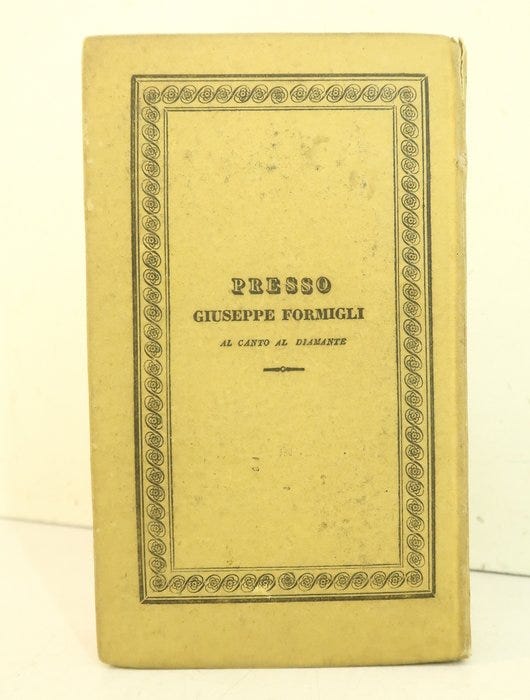 PRESSO
GIUSEPPE FORMIGLI
AL CANTO AL DIAMANTE